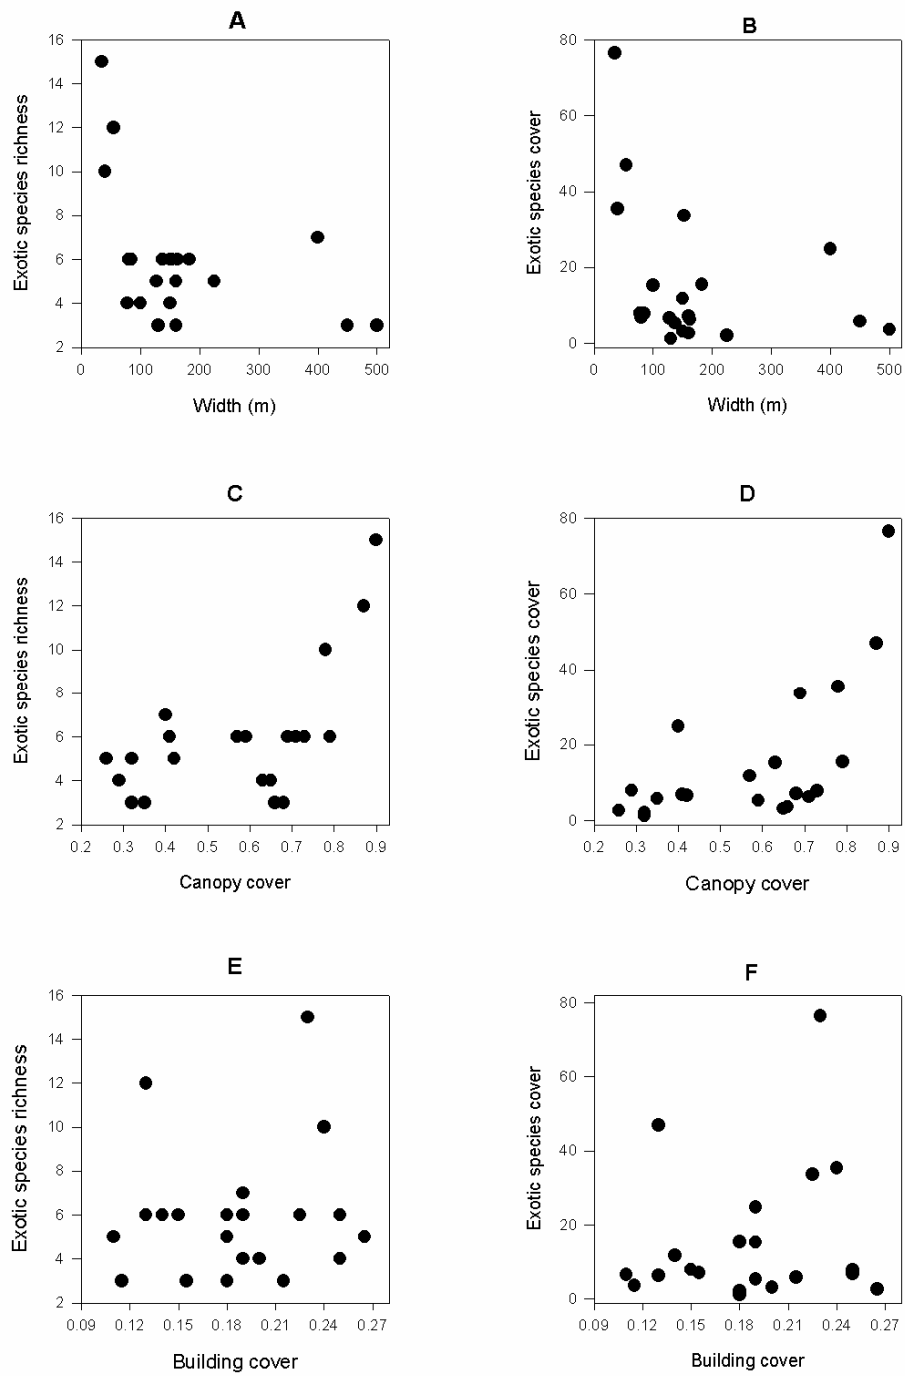 A
B
16
14
12
10
8
6
4
2
Exotic species richness
0 100 200 300 400 500
Width (m)
80
60
40
20
0
Exotic species cover
0 100 200 300 400 500
Width (m)
C
D
16
14
12
10
8
6
4
2
Exotic species richness
0.2 0.3 0.4 0.5 0.6 0.7 0.8 0.9
Canopy cover
80
60
40
20
0
Exotic species cover
0.2 0.3 0.4 0.5 0.6 0.7 0.8 0.9
Canopy cover
E
F
16
14
12
10
8
6
4
2
Exotic species richness
0.09 0.12 0.15 0.18 0.21 0.24 0.27
Building cover
80
60
40
20
0
Exotic species cover
0.09 0.12 0.15 0.18 0.21 0.24 0.27
Building cover